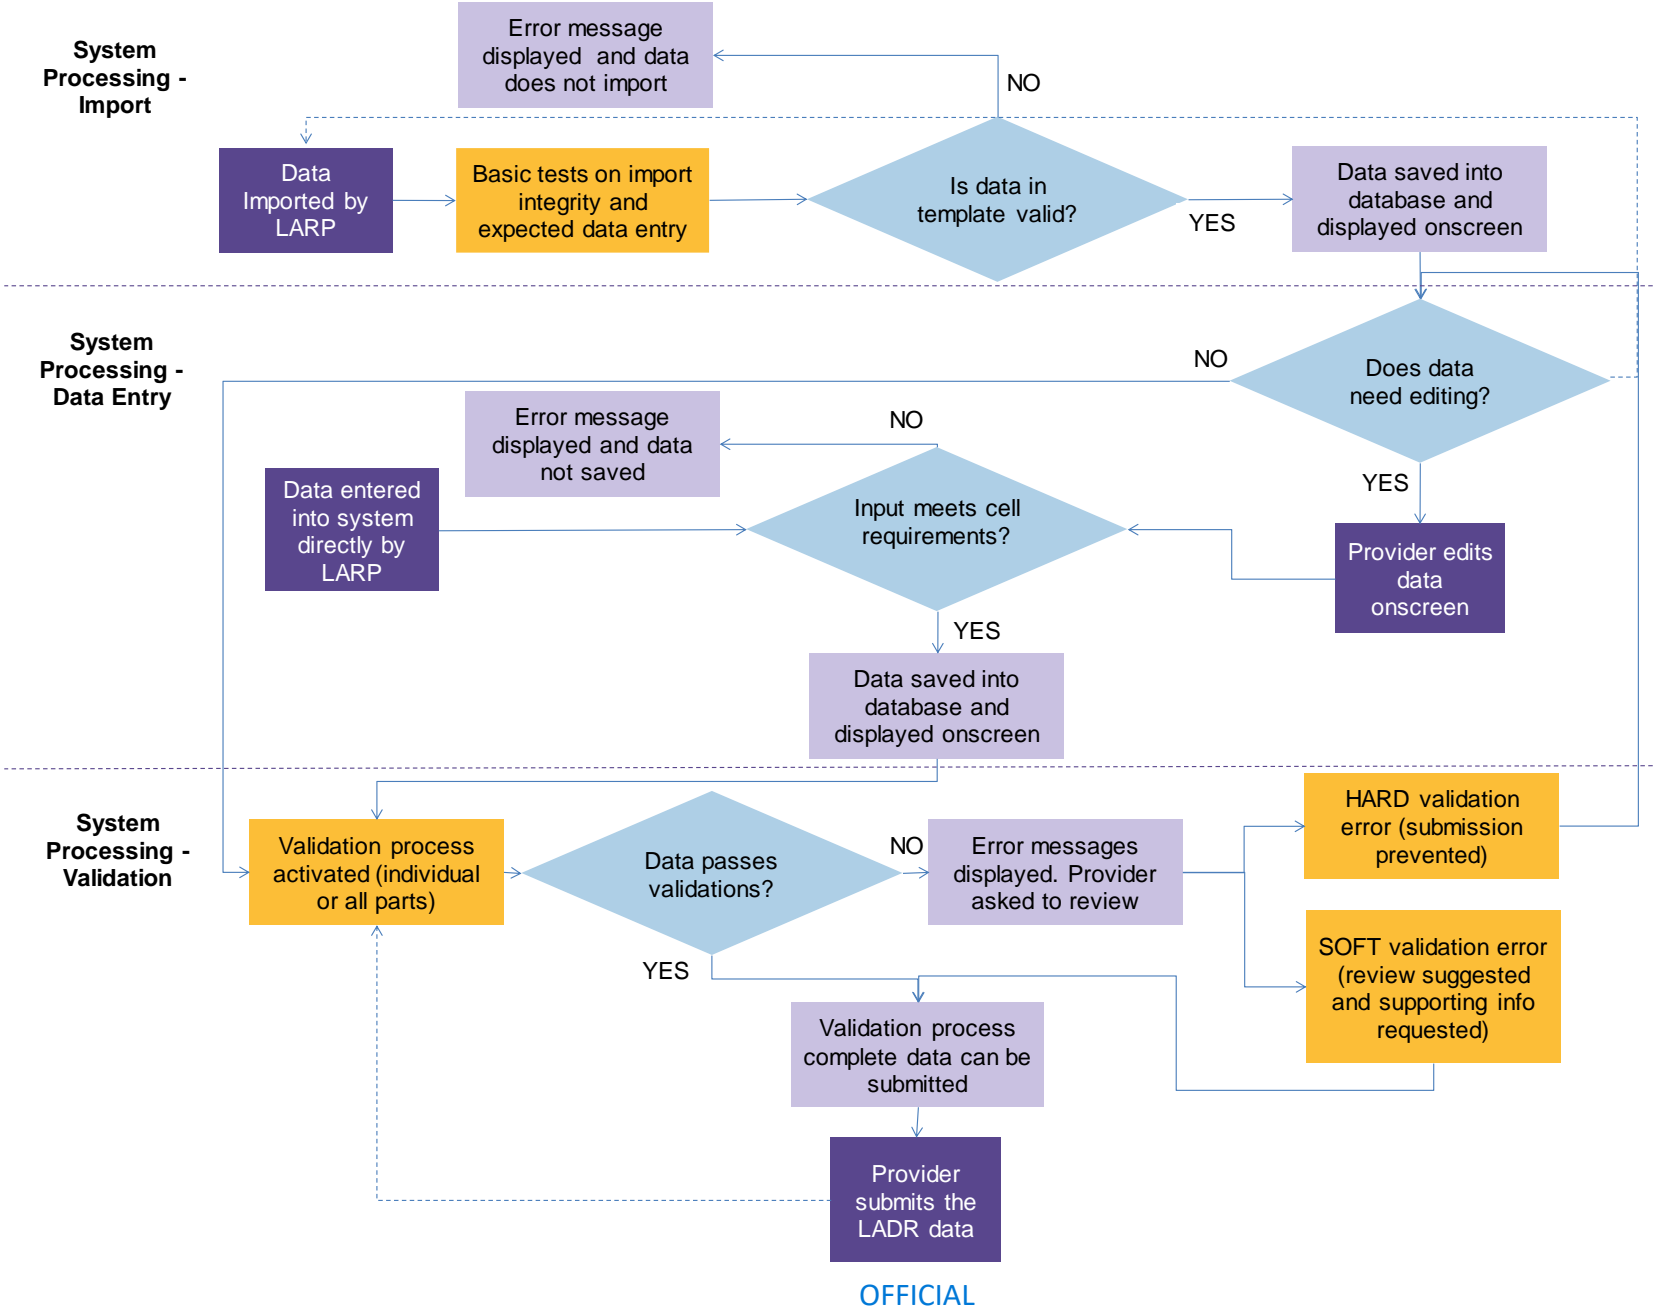 System
Processing -
Import
Error message
displayed and data
does not import
NO
Data
Imported by
LARP
Basic tests on import
integrity and
expected data entry
Is data in
template valid?
YES
Data saved into
database and
displayed onscreen
System
Processing -
Data Entry
NO
Does data
need editing?
YES
Error message
displayed and data
not saved
NO
Data entered
into system
directly by
LARP
Input meets cell
requirements?
Provider edits
data
onscreen
YES
Data saved into
database and
displayed onscreen
System
Processing -
Validation
Validation process
activated (individual
or all parts)
Data passes
validations?
NO
Error messages
displayed. Provider
asked to review
HARD validation
error (submission
prevented)
SOFT validation error
(review suggested
and supporting info
requested)
YES
Validation process
complete data can be
submitted
Provider
submits the
LADR data
OFFICIAL